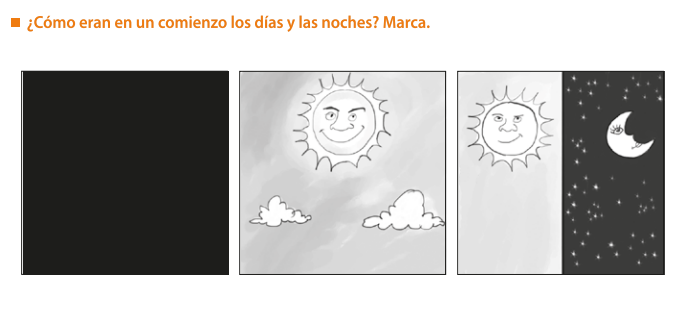 ¿Cómo eran en un comienzo los días y las noches? Marca.